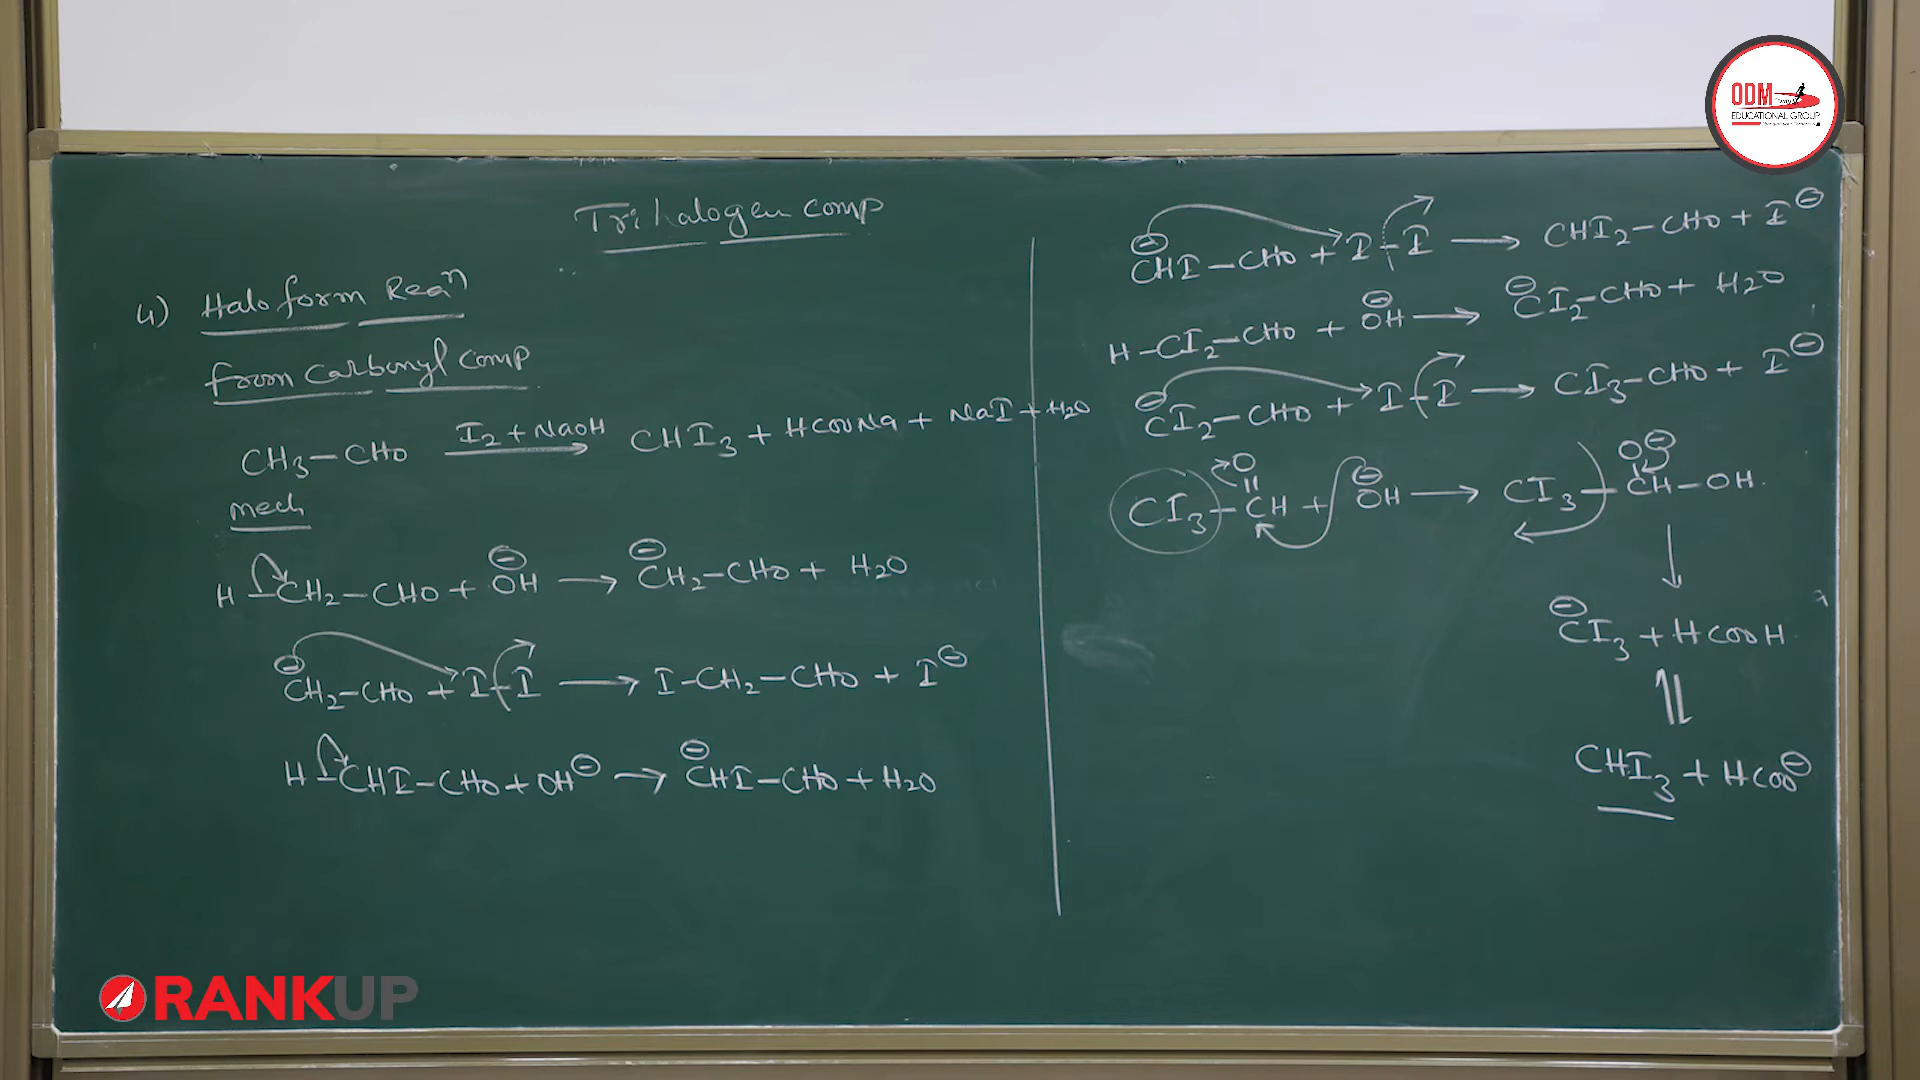 ODM
EDUCATIONAL GROUP
Trihalogen comp
4) Haloform Reaⁿ
from Carbonyl comp
CH₃–CHO —I₂ + NaOH→ CHI₃ + HCOONa + NaI + H₂O
mech
H–CH₂–CHO + ⊖OH → ⊖CH₂–CHO + H₂O
⊖CH₂–CHO + I–I → I–CH₂–CHO + I⊖
H–CHI–CHO + OH⊖ → ⊖CHI–CHO + H₂O
⊖CHI–CHO + I–I → CHI₂–CHO + I⊖
H–CI₂–CHO + ⊖OH → ⊖CI₂–CHO + H₂O
⊖CI₂–CHO + I–I → CI₃–CHO + I⊖
O O⊖
CI₃–CH + ⊖OH → CI₃–CH–OH
⊖CI₃ + HCOOH
⇌
CHI₃ + HCOO⊖
RANKUP